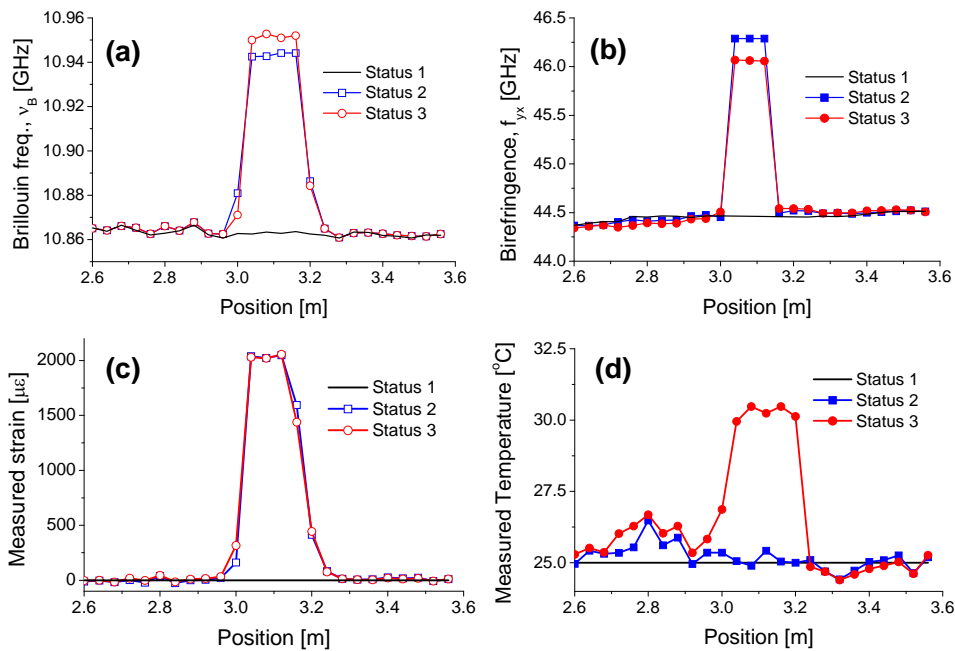 (a)
Brillouin freq., νB [GHz]
10.96
10.94
10.92
10.90
10.88
10.86
Status 1
Status 2
Status 3
2.6 2.8 3.0 3.2 3.4 3.6
Position [m]
(b)
Birefringence, fyx [GHz]
46.5
46.0
45.5
45.0
44.5
44.0
Status 1
Status 2
Status 3
2.6 2.8 3.0 3.2 3.4 3.6
Position [m]
(c)
Measured strain [με]
2000
1500
1000
500
0
Status 1
Status 2
Status 3
2.6 2.8 3.0 3.2 3.4 3.6
Position [m]
(d)
Measured Temperature [°C]
32.5
30.0
27.5
25.0
Status 1
Status 2
Status 3
2.6 2.8 3.0 3.2 3.4 3.6
Position [m]